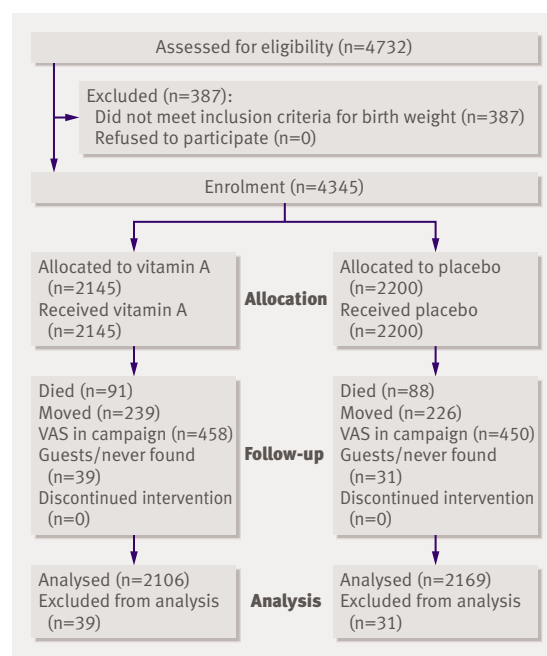 Assessed for eligibility (n=4732)
Excluded (n=387):
Did not meet inclusion criteria for birth weight (n=387)
Refused to participate (n=0)
Enrolment (n=4345)
Allocated to vitamin A
(n=2145)
Received vitamin A
(n=2145)
Allocation
Allocated to placebo
(n=2200)
Received placebo
(n=2200)
Died (n=91)
Moved (n=239)
VAS in campaign (n=458)
Guests/never found
(n=39)
Discontinued intervention
(n=0)
Follow-up
Died (n=88)
Moved (n=226)
VAS in campaign (n=450)
Guests/never found
(n=31)
Discontinued intervention
(n=0)
Analysed (n=2106)
Excluded from analysis
(n=39)
Analysis
Analysed (n=2169)
Excluded from analysis
(n=31)